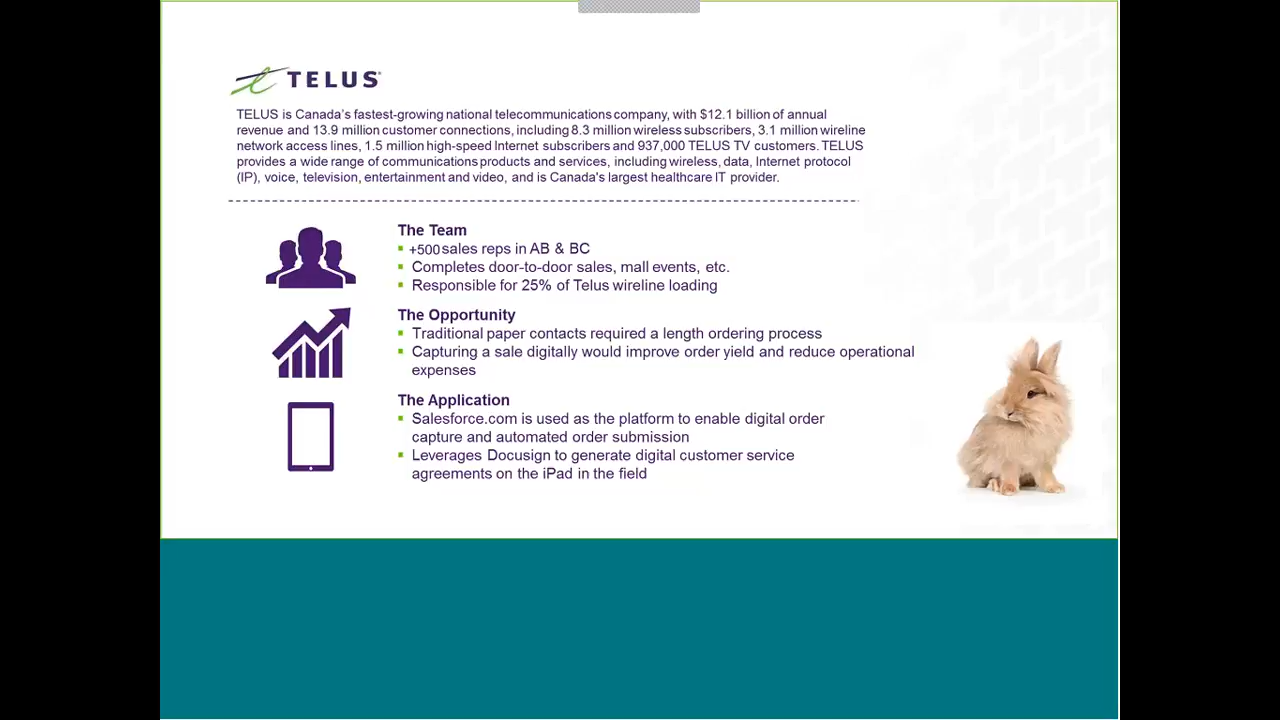 TELUS®
TELUS is Canada's fastest-growing national telecommunications company, with $12.1 billion of annual
revenue and 13.9 million customer connections, including 8.3 million wireless subscribers, 3.1 million wireline
network access lines, 1.5 million high-speed Internet subscribers and 937,000 TELUS TV customers. TELUS
provides a wide range of communications products and services, including wireless, data, Internet protocol
(IP), voice, television, entertainment and video, and is Canada's largest healthcare IT provider.
The Team
▪ +500 sales reps in AB & BC
▪ Completes door-to-door sales, mall events, etc.
▪ Responsible for 25% of Telus wireline loading
The Opportunity
▪ Traditional paper contacts required a length ordering process
▪ Capturing a sale digitally would improve order yield and reduce operational
expenses
The Application
▪ Salesforce.com is used as the platform to enable digital order
capture and automated order submission
▪ Leverages Docusign to generate digital customer service
agreements on the iPad in the field